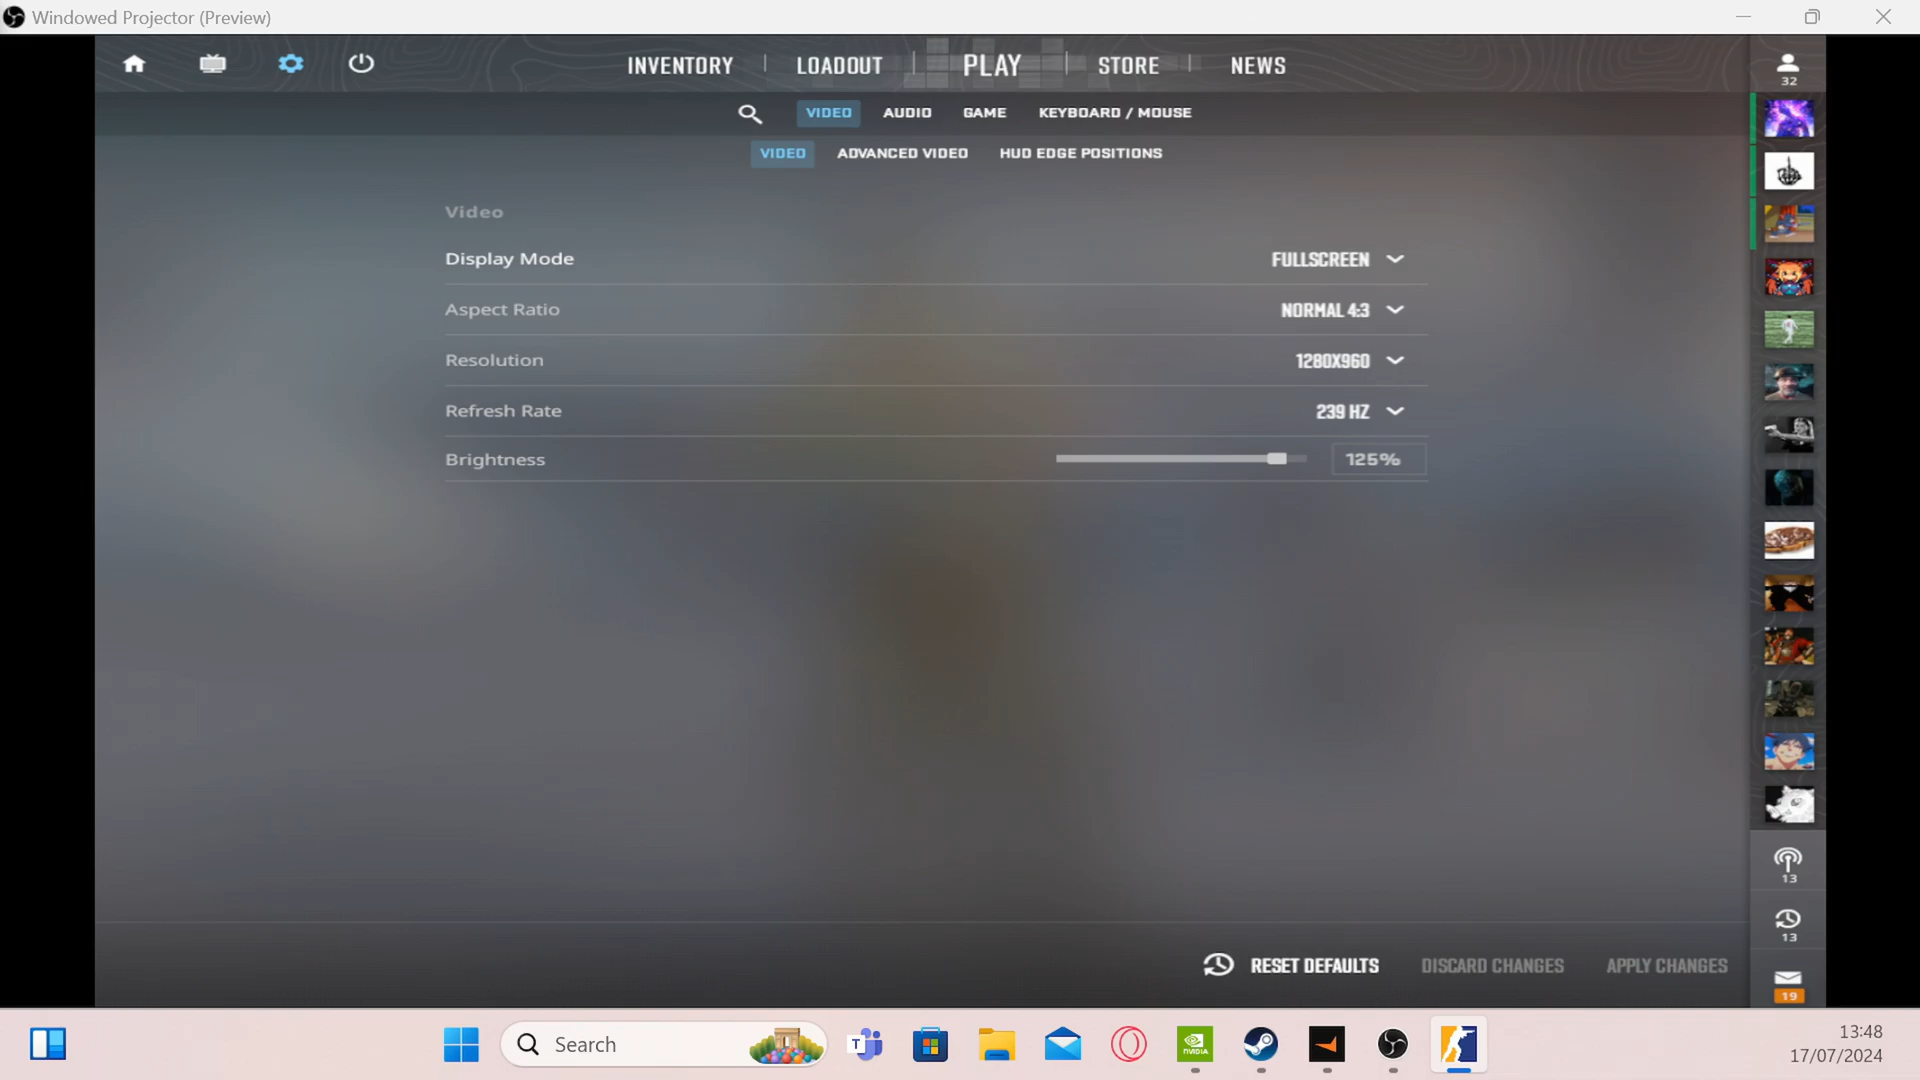 Windowed Projector (Preview)
INVENTORY
LOADOUT
PLAY
STORE
NEWS
32
VIDEO
AUDIO
GAME
KEYBOARD / MOUSE
VIDEO
ADVANCED VIDEO
HUD EDGE POSITIONS
Video
Display Mode
FULLSCREEN
Aspect Ratio
NORMAL 4:3
Resolution
1280X960
Refresh Rate
239 HZ
Brightness
125%
13
13
19
RESET DEFAULTS
DISCARD CHANGES
APPLY CHANGES
Search
T
NVIDIA
13:48
17/07/2024